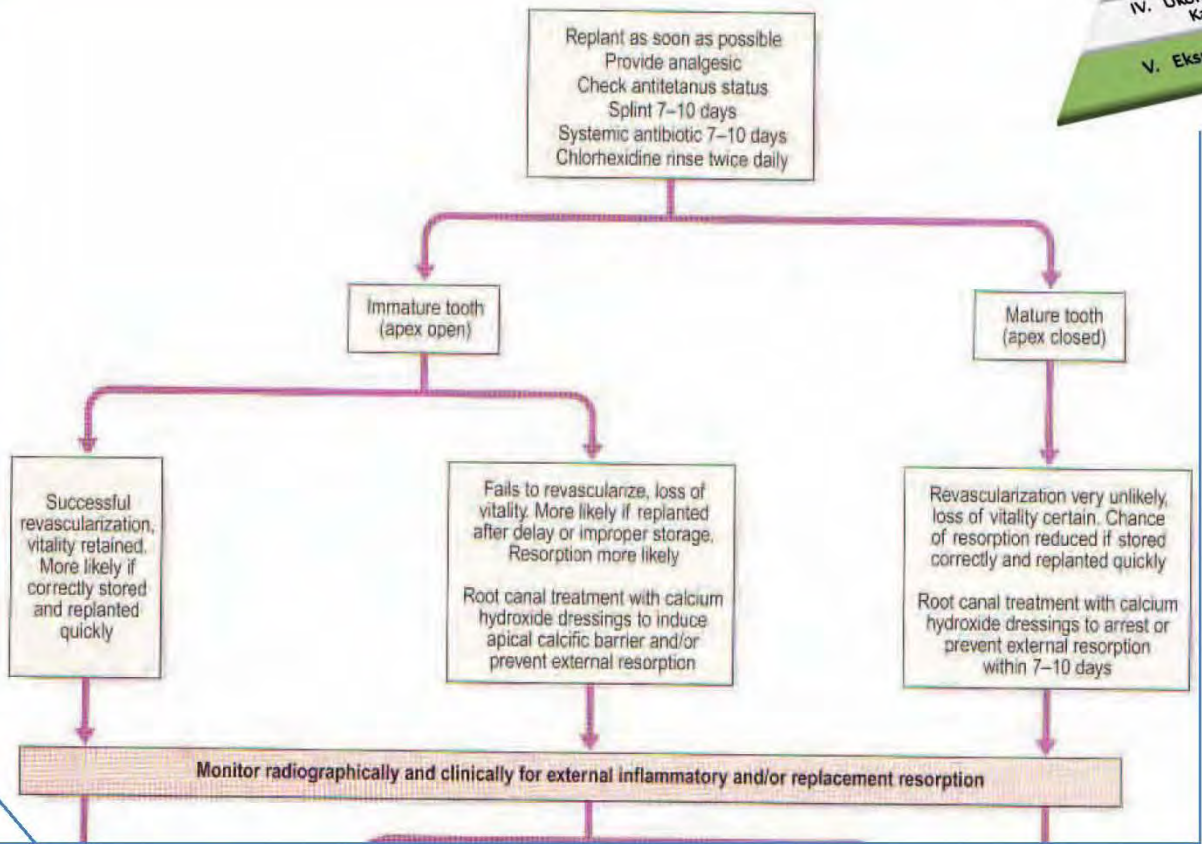 IV.
V.
Replant as soon as possible
Provide analgesic
Check antitetanus status
Splint 7–10 days
Systemic antibiotic 7–10 days
Chlorhexidine rinse twice daily
Immature tooth
(apex open)
Mature tooth
(apex closed)
Successful
revascularization,
vitality retained.
More likely if
correctly stored
and replanted
quickly
Fails to revascularize, loss of
vitality. More likely if replanted
after delay or improper storage.
Resorption more likely
Root canal treatment with calcium
hydroxide dressings to induce
apical calcific barrier and/or
prevent external resorption
Revascularization very unlikely,
loss of vitality certain. Chance
of resorption reduced if stored
correctly and replanted quickly
Root canal treatment with calcium
hydroxide dressings to arrest or
prevent external resorption
within 7–10 days
Monitor radiographically and clinically for external inflammatory and/or replacement resorption